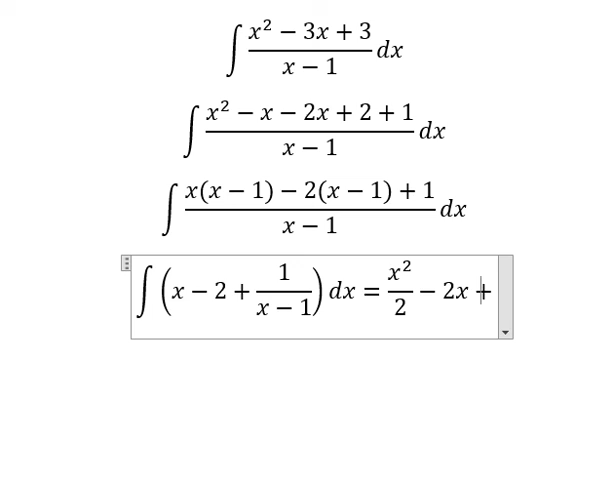 ∫ (x² − 3x + 3)/(x − 1) dx
∫ (x² − x − 2x + 2 + 1)/(x − 1) dx
∫ (x(x − 1) − 2(x − 1) + 1)/(x − 1) dx
∫ (x − 2 + 1/(x − 1)) dx = x²/2 − 2x +